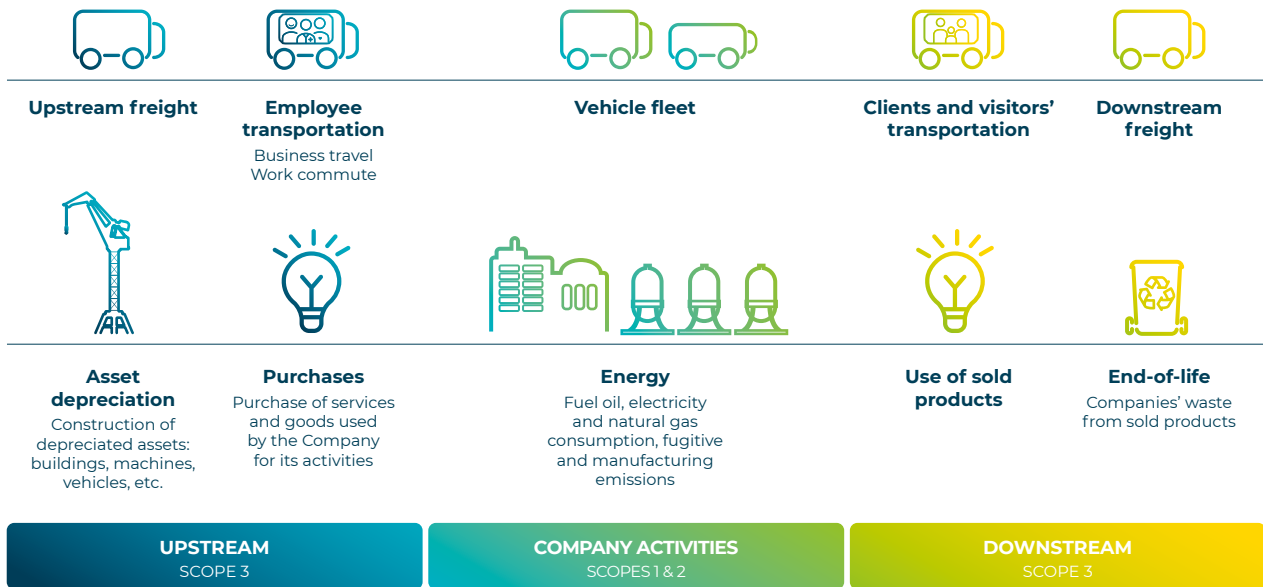 Upstream freight
Employee
transportation
Business travel
Work commute
Vehicle fleet
Clients and visitors’
transportation
Downstream
freight
Asset
depreciation
Construction of
depreciated assets:
buildings, machines,
vehicles, etc.
Purchases
Purchase of services
and goods used
by the Company
for its activities
Energy
Fuel oil, electricity
and natural gas
consumption, fugitive
and manufacturing
emissions
Use of sold
products
End-of-life
Companies’ waste
from sold products
UPSTREAM
SCOPE 3
COMPANY ACTIVITIES
SCOPES 1 & 2
DOWNSTREAM
SCOPE 3